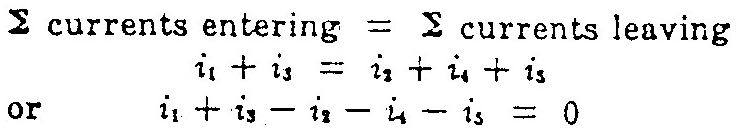 Σ currents entering = Σ currents leaving
i₁ + i₃ = i₂ + i₄ + i₅
or i₁ + i₃ − i₂ − i₄ − i₅ = 0